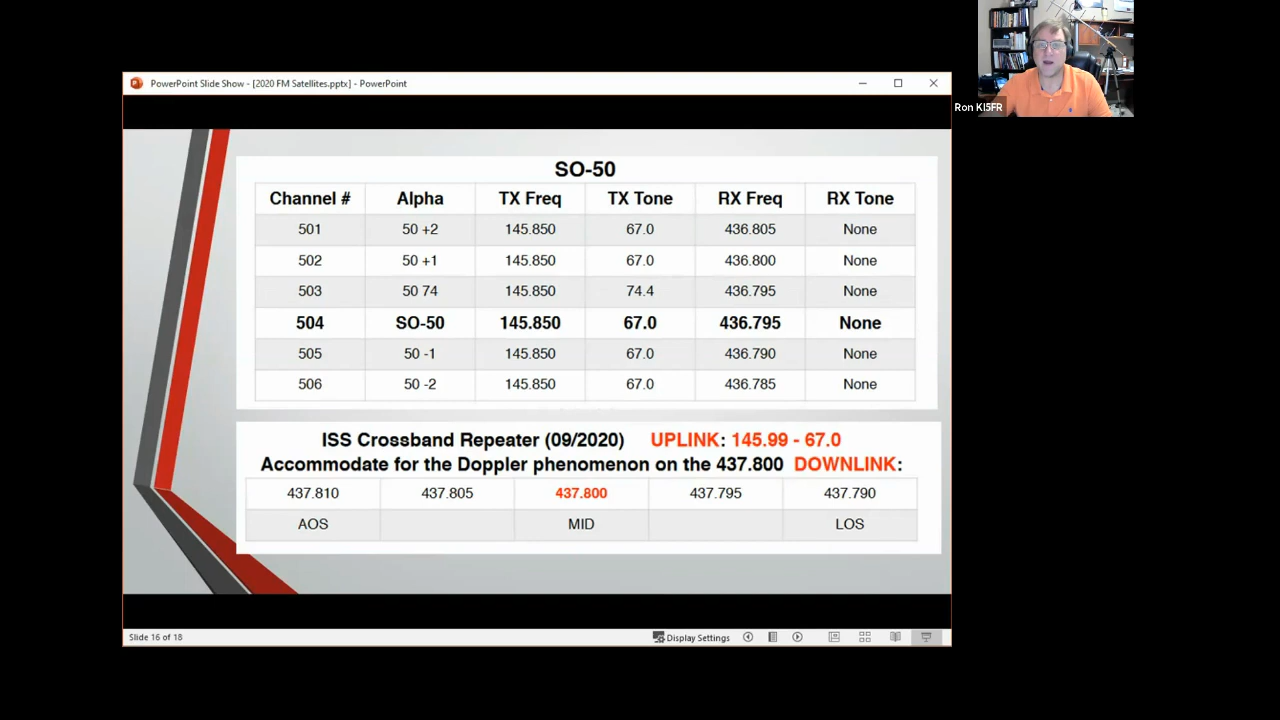 PowerPoint Slide Show - [2020 FM Satellites.pptx] - PowerPoint
Ron KI5FR
SO-50
Channel # Alpha TX Freq TX Tone RX Freq RX Tone
501 50 +2 145.850 67.0 436.805 None
502 50 +1 145.850 67.0 436.800 None
503 50 74 145.850 74.4 436.795 None
504 SO-50 145.850 67.0 436.795 None
505 50 -1 145.850 67.0 436.790 None
506 50 -2 145.850 67.0 436.785 None
ISS Crossband Repeater (09/2020) UPLINK: 145.99 - 67.0
Accommodate for the Doppler phenomenon on the 437.800 DOWNLINK:
437.810 437.805 437.800 437.795 437.790
AOS MID LOS
Slide 16 of 18 Display Settings